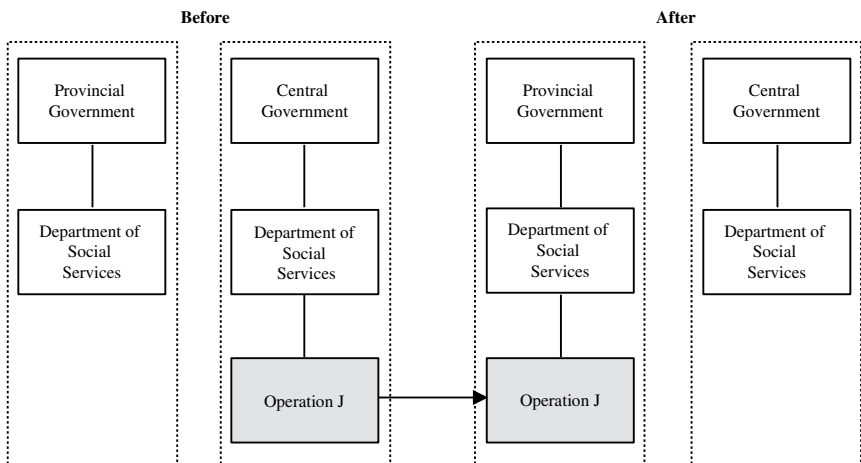 Before
After
Provincial
Government
Central
Government
Provincial
Government
Central
Government
Department of
Social
Services
Department of
Social
Services
Department of
Social
Services
Department of
Social
Services
Operation J
Operation J